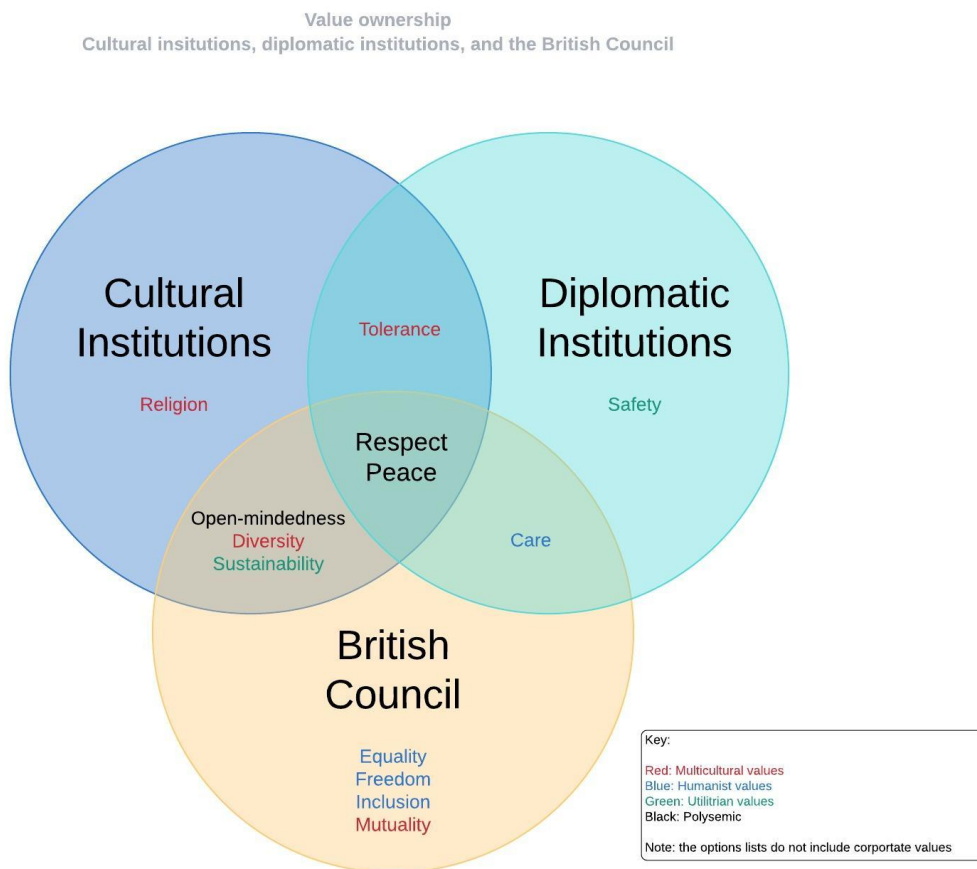 Value ownership
Cultural insitutions, diplomatic institutions, and the British Council
Cultural
Institutions
Religion
Tolerance
Diplomatic
Institutions
Safety
Respect
Peace
Open-mindedness
Diversity
Sustainability
Care
British
Council
Equality
Freedom
Inclusion
Mutuality
Key:
Red: Multicultural values
Blue: Humanist values
Green: Utilitrian values
Black: Polysemic
Note: the options lists do not include corportate values